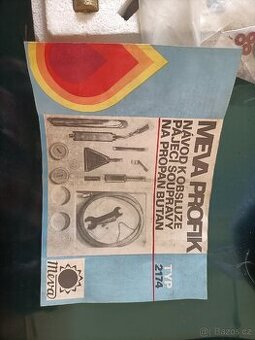 MEVA PROFIK
NÁVOD K OBSLUZE
PÁJECÍ SOUPRAVY
NA PROPAN BUTAN
TYP
2174
Meva
Bazos.cz